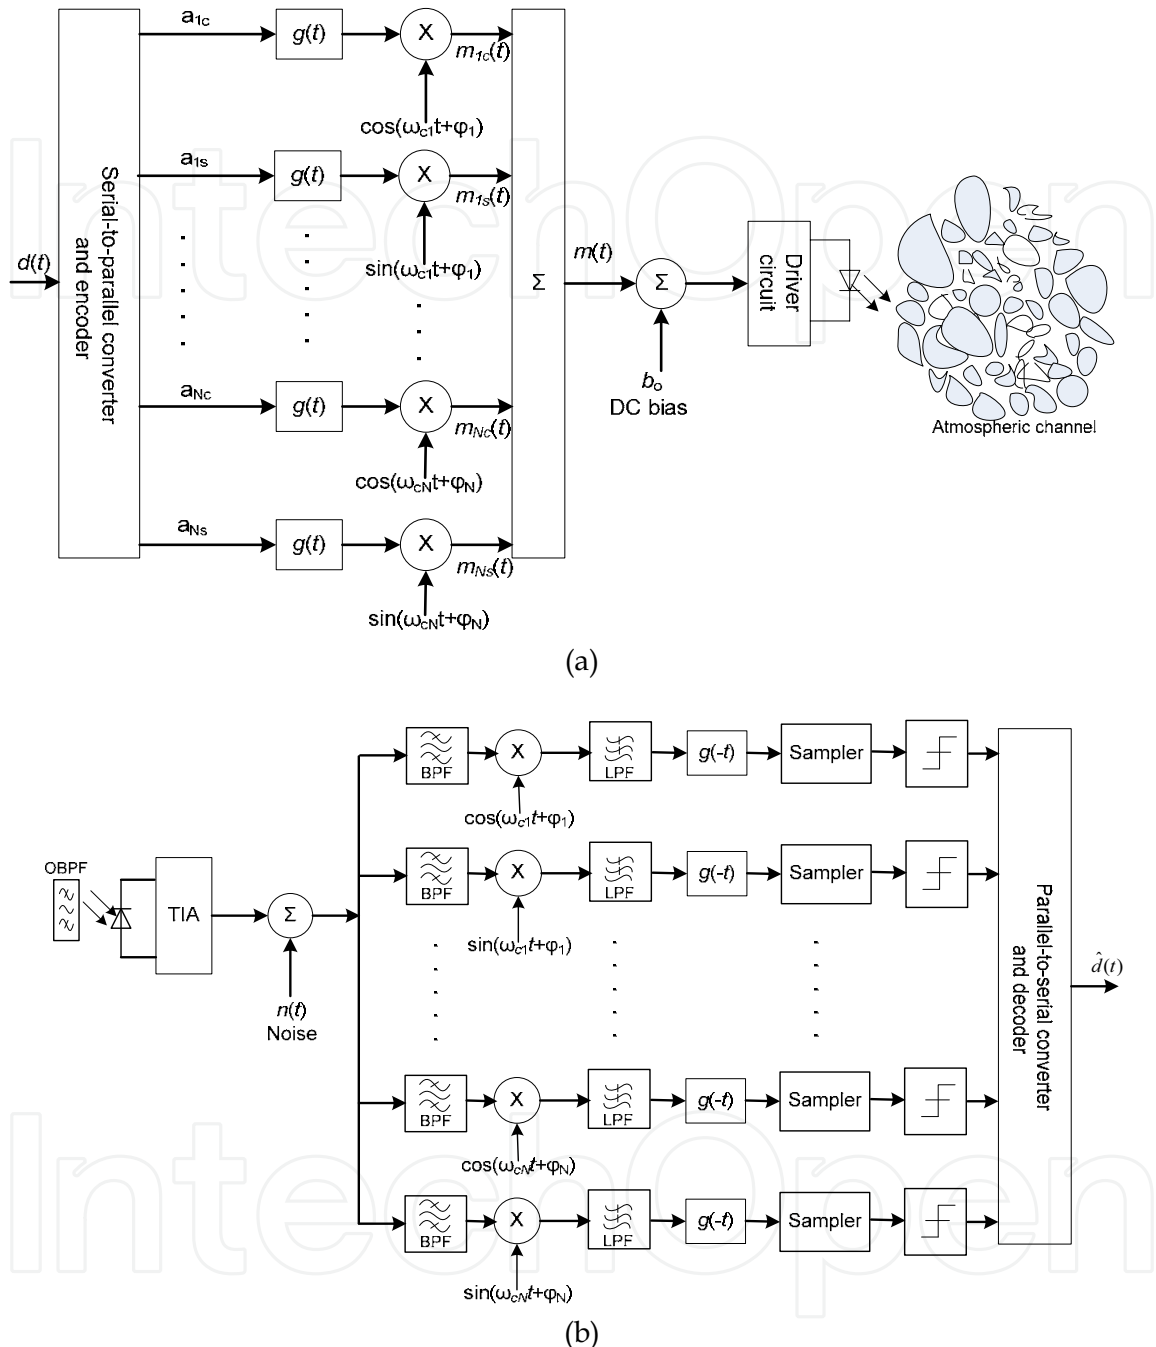 a1c
g(t)
X
m1c(t)
cos(ωc1t+φ1)
a1s
g(t)
X
m1s(t)
sin(ωc1t+φ1)
d(t)
Serial-to-parallel converter
and encoder
Σ
m(t)
Σ
Driver
circuit
bo
DC bias
Atmospheric channel
aNc
g(t)
X
mNc(t)
cos(ωcNt+φN)
aNs
g(t)
X
mNs(t)
sin(ωcNt+φN)
(a)
BPF
X
LPF
g(-t)
Sampler
cos(ωc1t+φ1)
OBPF
TIA
Σ
n(t)
Noise
BPF
X
LPF
g(-t)
Sampler
sin(ωc1t+φ1)
Parallel-to-serial converter
and decoder
d̂(t)
BPF
X
LPF
g(-t)
Sampler
cos(ωcNt+φN)
BPF
X
LPF
g(-t)
Sampler
sin(ωcNt+φN)
(b)
IntechOpen
IntechOpen